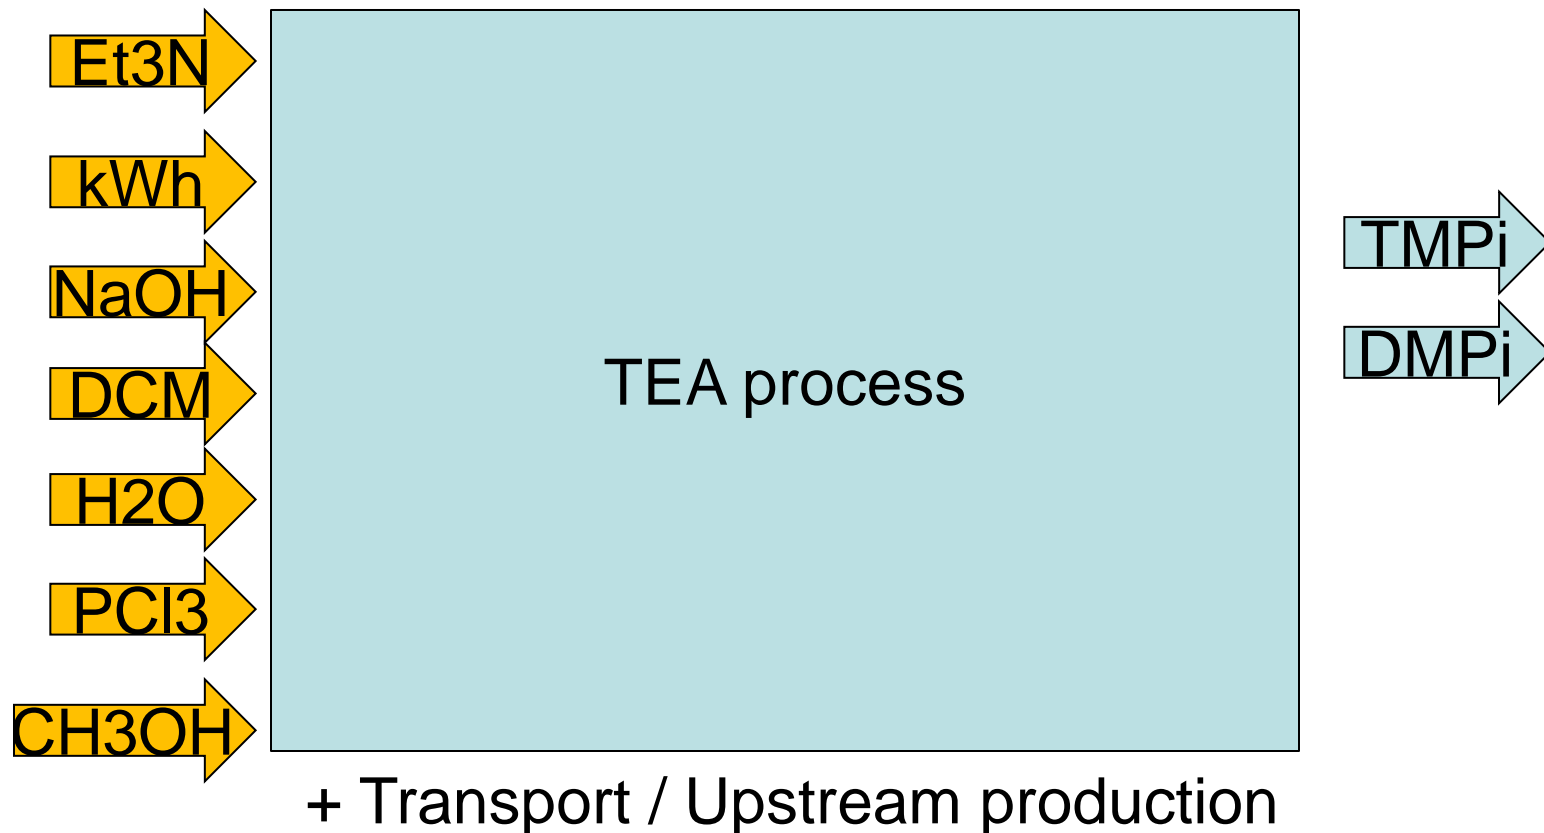 Et3N
kWh
NaOH
DCM
H2O
PCl3
CH3OH
TEA process
TMPi
DMPi
+ Transport / Upstream production